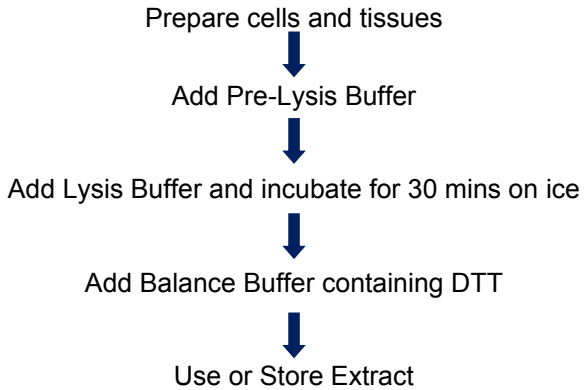 Prepare cells and tissues
Add Pre-Lysis Buffer
Add Lysis Buffer and incubate for 30 mins on ice
Add Balance Buffer containing DTT
Use or Store Extract